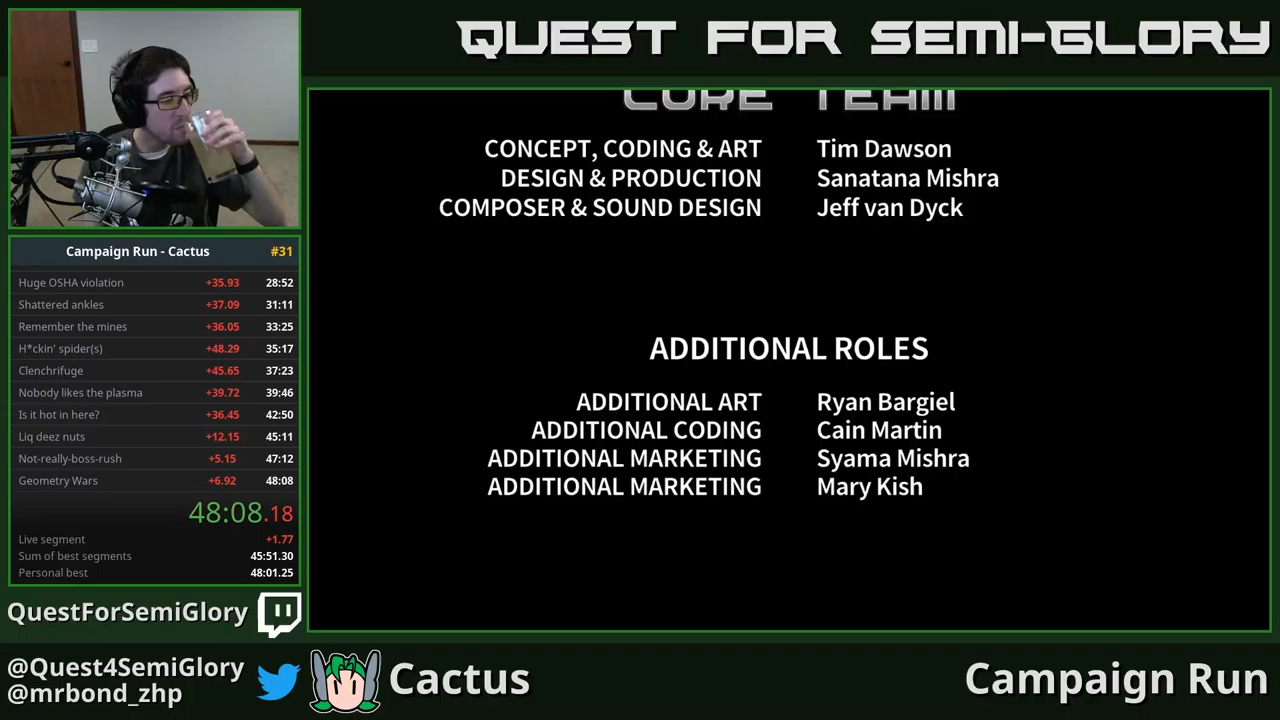 QUEST FOR SEMI-GLORY
CORE TEAM
CONCEPT, CODING & ART Tim Dawson
DESIGN & PRODUCTION Sanatana Mishra
COMPOSER & SOUND DESIGN Jeff van Dyck
ADDITIONAL ROLES
ADDITIONAL ART Ryan Bargiel
ADDITIONAL CODING Cain Martin
ADDITIONAL MARKETING Syama Mishra
ADDITIONAL MARKETING Mary Kish
Campaign Run - Cactus #31
Huge OSHA violation +35.93 28:52
Shattered ankles +37.09 31:11
Remember the mines +36.05 33:25
H*ckin' spider(s) +48.29 35:17
Clenchrifuge +45.65 37:23
Nobody likes the plasma +39.72 39:46
Is it hot in here? +36.45 42:50
Liq deez nuts +12.15 45:11
Not-really-boss-rush +5.15 47:12
Geometry Wars +6.92 48:08
48:08.18
Live segment +1.77
Sum of best segments 45:51.30
Personal best 48:01.25
QuestForSemiGlory
@Quest4SemiGlory
@mrbond_zhp
Cactus
Campaign Run